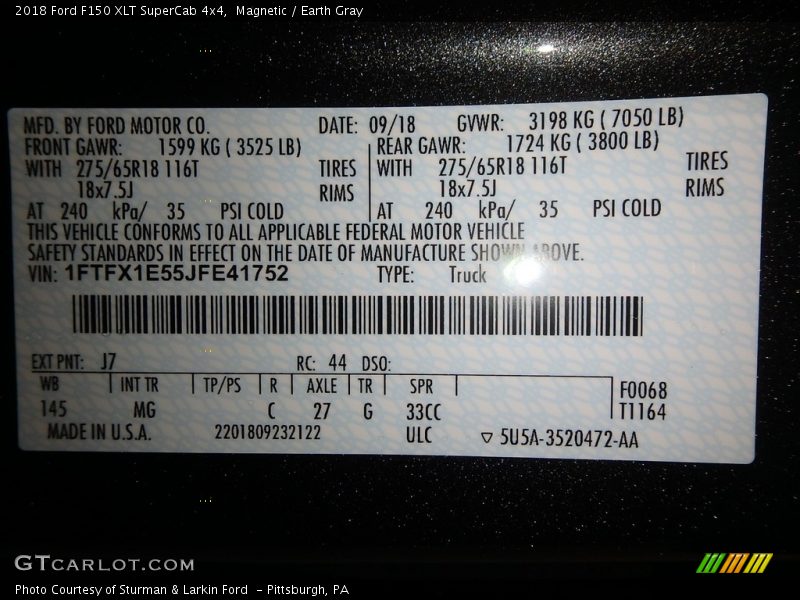 2018 Ford F150 XLT SuperCab 4x4,  Magnetic / Earth Gray
MFD. BY FORD MOTOR CO. DATE: 09/18 GVWR: 3198 KG ( 7050 LB)
FRONT GAWR: 1599 KG ( 3525 LB) REAR GAWR: 1724 KG ( 3800 LB)
WITH 275/65R18 116T TIRES WITH 275/65R18 116T TIRES
18x7.5J RIMS 18x7.5J RIMS
AT 240 kPa/ 35 PSI COLD AT 240 kPa/ 35 PSI COLD
THIS VEHICLE CONFORMS TO ALL APPLICABLE FEDERAL MOTOR VEHICLE
SAFETY STANDARDS IN EFFECT ON THE DATE OF MANUFACTURE SHOWN ABOVE.
VIN: 1FTFX1E55JFE41752 TYPE: Truck
EXT PNT: J7 RC: 44 DSO:
WB INT TR TP/PS R AXLE TR SPR F0068
145 MG C 27 G 33CC T1164
MADE IN U.S.A. 2201809232122 ULC ▽ 5U5A-3520472-AA
GTCARLOT.COM
Photo Courtesy of Sturman & Larkin Ford  - Pittsburgh, PA